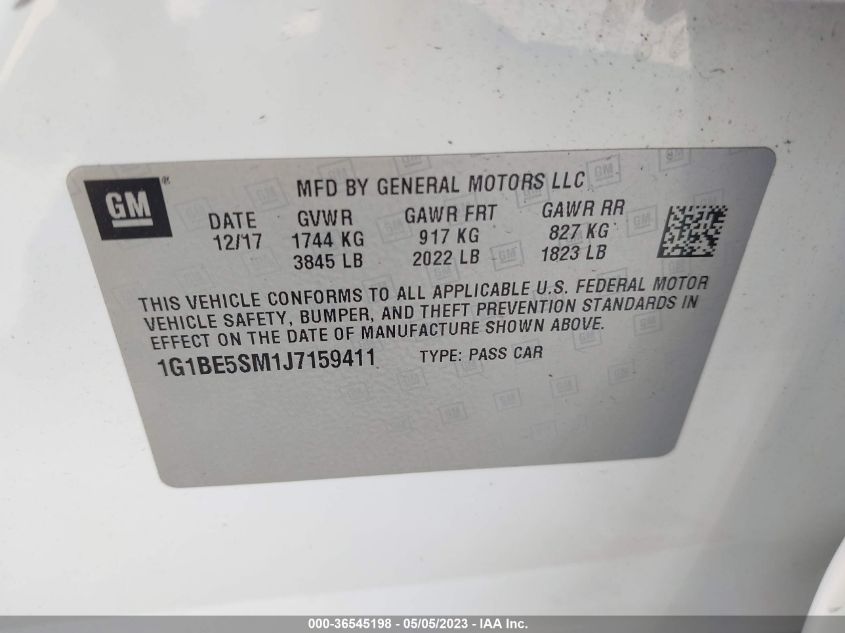 GM
MFD BY GENERAL MOTORS LLC
DATE GVWR GAWR FRT GAWR RR
12/17 1744 KG 917 KG 827 KG
3845 LB 2022 LB 1823 LB
THIS VEHICLE CONFORMS TO ALL APPLICABLE U.S. FEDERAL MOTOR
VEHICLE SAFETY, BUMPER, AND THEFT PREVENTION STANDARDS IN
EFFECT ON THE DATE OF MANUFACTURE SHOWN ABOVE.
1G1BE5SM1J7159411 TYPE: PASS CAR
000-36545198 - 05/05/2023 - IAA Inc.